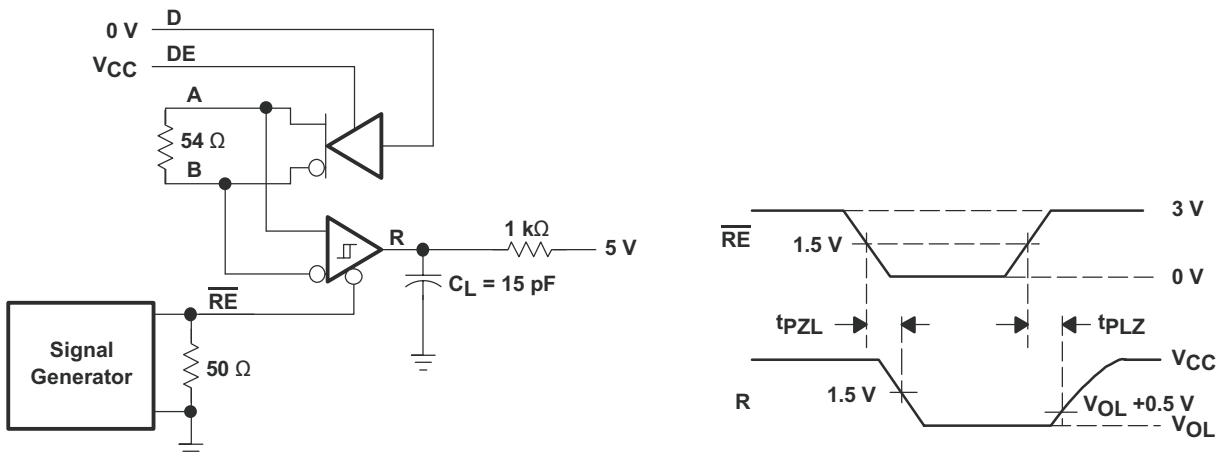 0 V
D
VCC
DE
A
54 Ω
B
R
1 kΩ
5 V
CL = 15 pF
RE
Signal
Generator
50 Ω
RE
3 V
1.5 V
0 V
tPZL
tPLZ
R
1.5 V
VCC
VOL +0.5 V
VOL